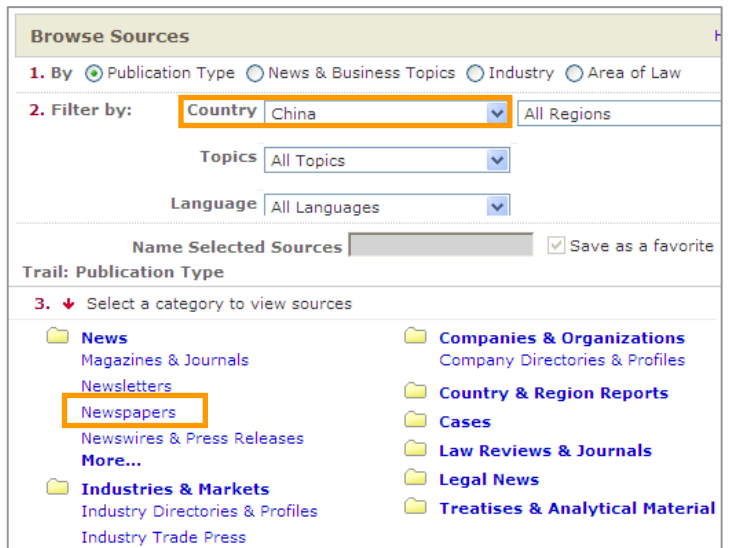 Browse Sources H
1. By Publication Type News & Business Topics Industry Area of Law
2. Filter by: Country China All Regions
Topics All Topics
Language All Languages
Name Selected Sources Save as a favorite
Trail: Publication Type
3. Select a category to view sources
News
Magazines & Journals
Newsletters
Newspapers
Newswires & Press Releases
More...
Industries & Markets
Industry Directories & Profiles
Industry Trade Press
Companies & Organizations
Company Directories & Profiles
Country & Region Reports
Cases
Law Reviews & Journals
Legal News
Treatises & Analytical Material